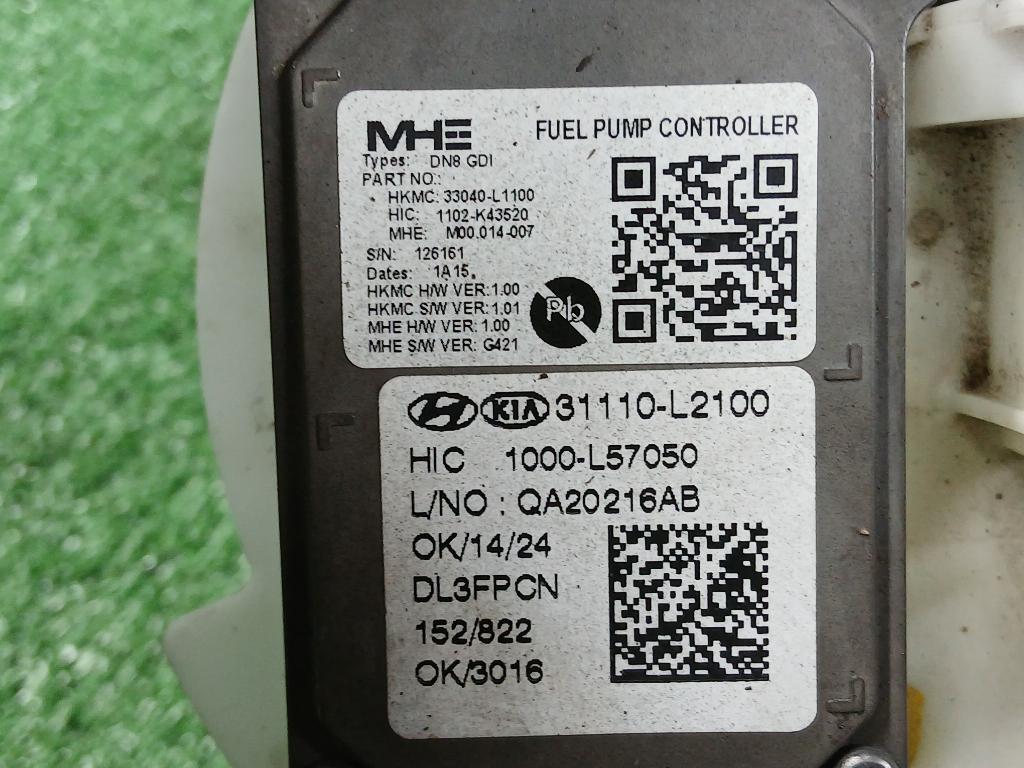 MHE FUEL PUMP CONTROLLER
Types: DN8 GDI
PART NO.:
HKMC: 33040-L1100
HIC: 1102-K43520
MHE: M00.014-007
S/N: 126161
Dates: 1A15.
HKMC H/W VER: 1.00
HKMC S/W VER: 1.01
MHE H/W VER: 1.00
MHE S/W VER: G421
Pb
KIA 31110-L2100
HIC 1000-L57050
L/NO : QA20216AB
OK/14/24
DL3FPCN
152/822
OK/3016